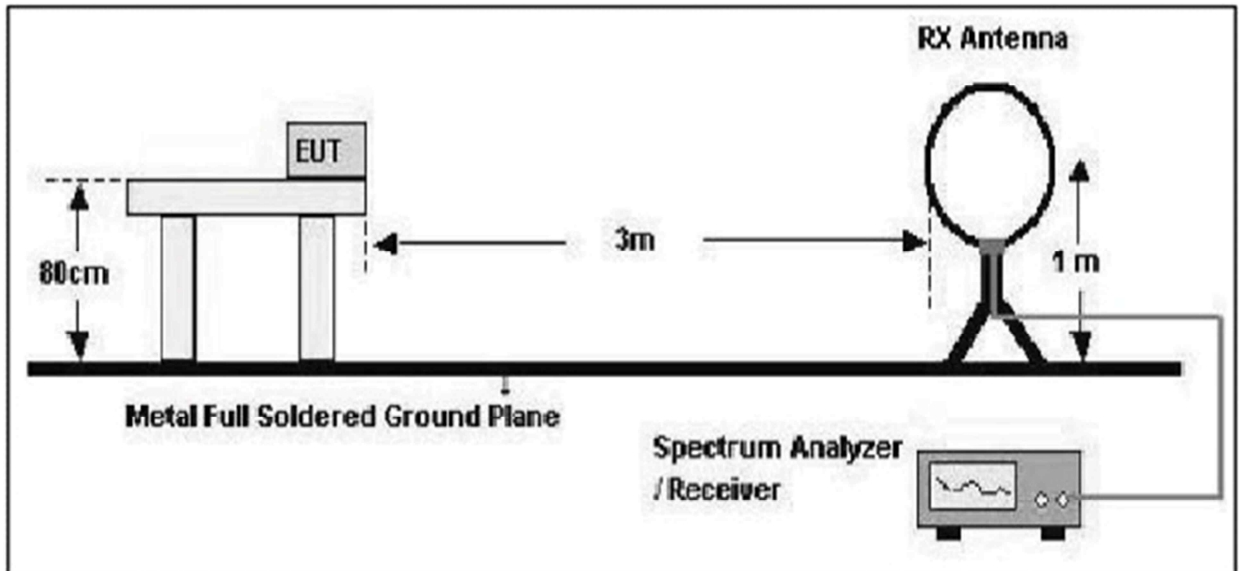 RX Antenna
EUT
3m
80cm
1 m
Metal Full Soldered Ground Plane
Spectrum Analyzer
/ Receiver